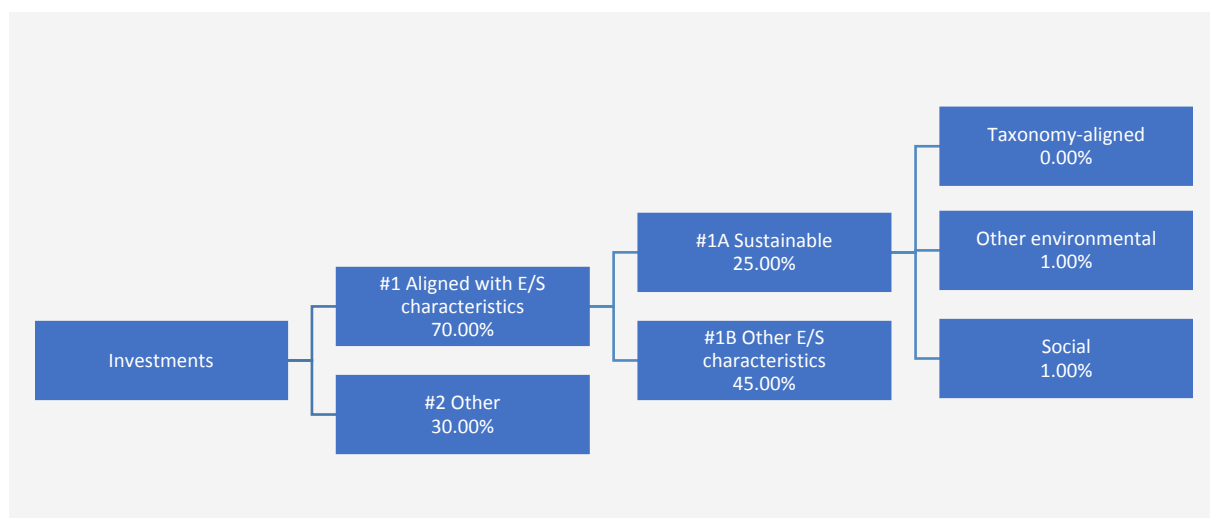 Investments
#1 Aligned with E/S
characteristics
70.00%
#2 Other
30.00%
#1A Sustainable
25.00%
#1B Other E/S
characteristics
45.00%
Taxonomy-aligned
0.00%
Other environmental
1.00%
Social
1.00%